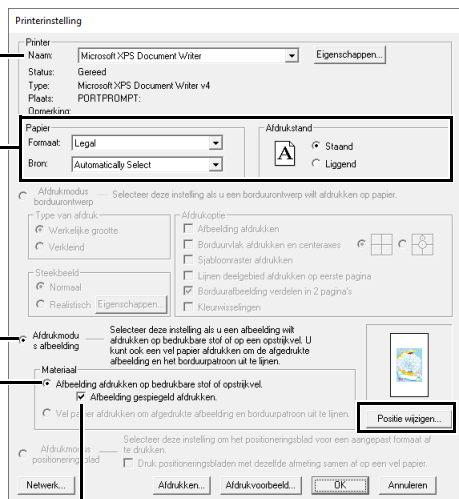 Printerinstelling
Printer
Naam: Microsoft XPS Document Writer Eigenschappen...
Status: Gereed
Type: Microsoft XPS Document Writer v4
Plaats: PORTPROMPT:
Opmerking:
Papier
Formaat: Legal
Bron: Automatically Select
Afdrukstand
A
Staand
Liggend
Afdrukmodus borduurontwerp
Selecteer deze instelling als u een borduurontwerp wilt afdrukken op papier.
Type van afdruk
Werkelijke grootte
Verkleind
Steekbeeld
Normaal
Realistisch Eigenschappen...
Afdrukoptie
Afbeelding afdrukken
Borduurvlak afdrukken en centeraxes
Sjabloonraster afdrukken
Lijnen deelgebied afdrukken op eerste pagina
Borduurafbeelding verdelen in 2 pagina's
Kleurwisselingen
Afdrukmodu
s afbeelding
Selecteer deze instelling als u een afbeelding wilt
afdrukken op bedrukbare stof of op een opstrijkvel. U
kunt ook een vel papier afdrukken om de afgedrukte
afbeelding en het borduurpatroon uit te lijnen.
Materiaal
Afbeelding afdrukken op bedrukbare stof of opstrijkvel.
Afbeelding gespiegeld afdrukken.
Vel papier afdrukken om afgedrukte afbeelding en borduurpatroon uit te lijnen.
Positie wijzigen...
Afdrukmodus
positionering blad
Selecteer deze instelling om het positioneringsblad voor een aangepast formaat af
te drukken.
Druk positioneringsbladen met dezelfde afmeting samen af op een vel papier.
Netwerk... Afdrukken... Afdrukvoorbeeld... OK Annuleren